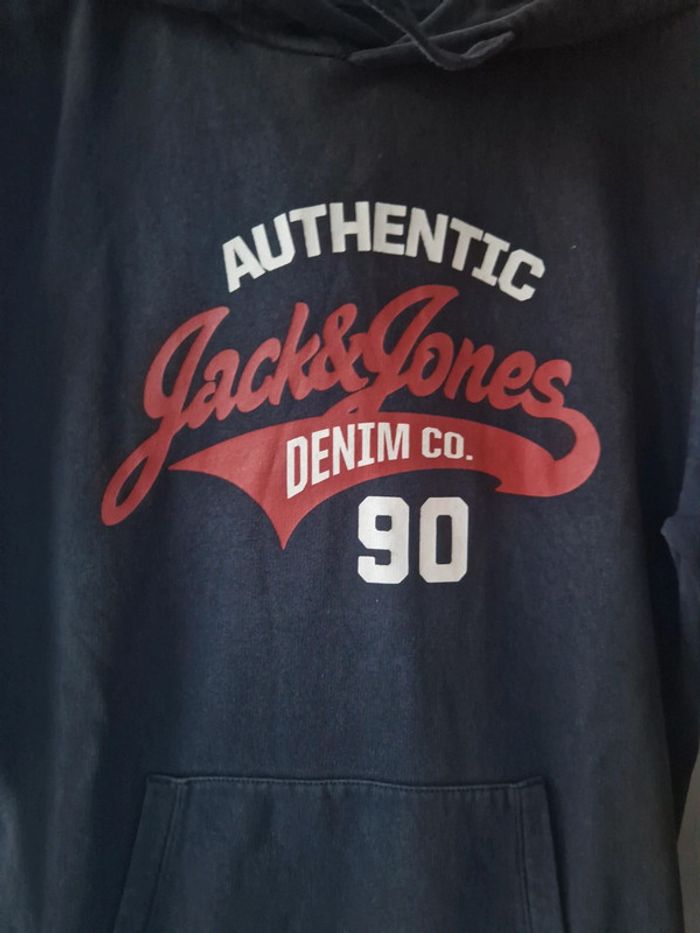 AUTHENTIC
Jack&Jones
DENIM CO.
90